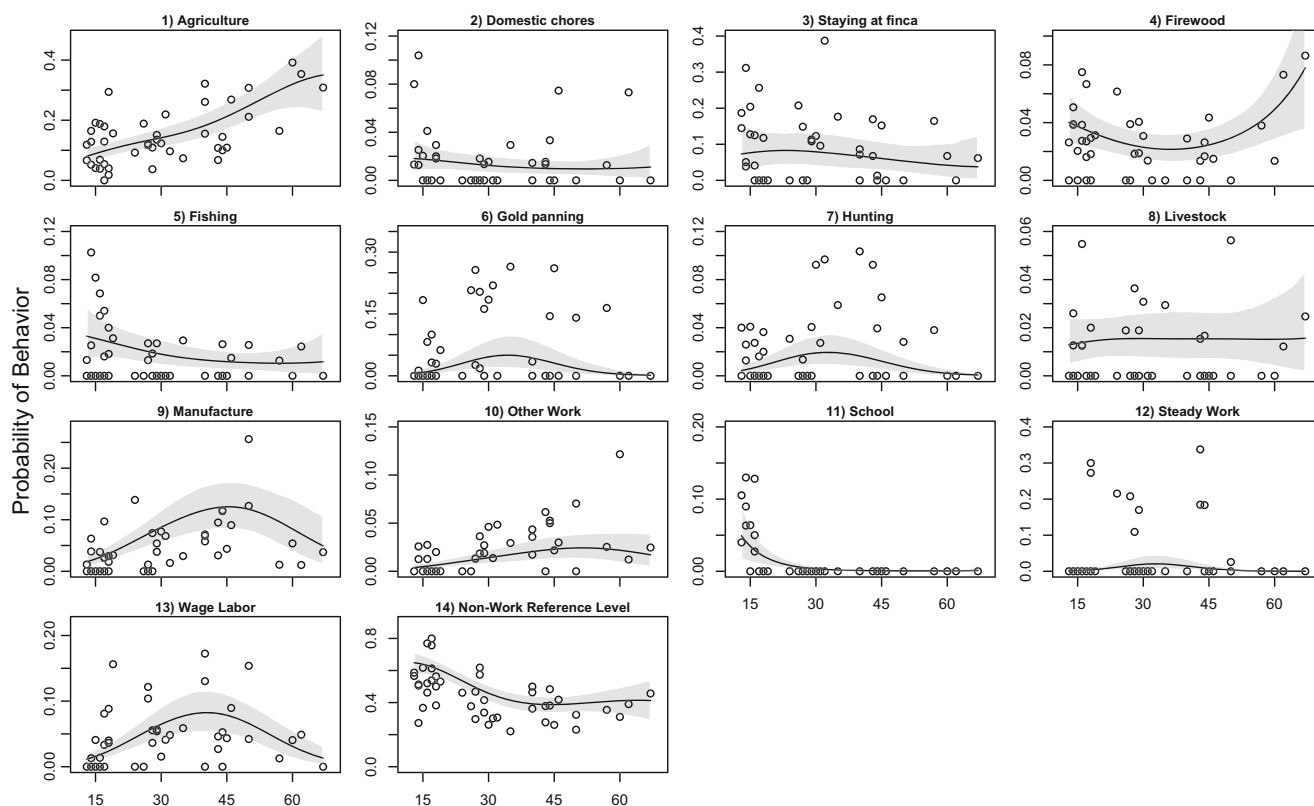 1) Agriculture
0.0 0.2 0.4
2) Domestic chores
0.00 0.04 0.08 0.12
3) Staying at finca
0.0 0.1 0.2 0.3 0.4
4) Firewood
0.00 0.04 0.08
5) Fishing
0.00 0.04 0.08 0.12
6) Gold panning
0.00 0.15 0.30
7) Hunting
0.00 0.04 0.08 0.12
8) Livestock
0.00 0.02 0.04 0.06
Probability of Behavior
9) Manufacture
0.00 0.10 0.20
10) Other Work
0.00 0.05 0.10 0.15
11) School
0.00 0.10 0.20
15 30 45 60
12) Steady Work
0.0 0.1 0.2 0.3 0.4
15 30 45 60
13) Wage Labor
0.00 0.10 0.20
15 30 45 60
14) Non-Work Reference Level
0.0 0.4 0.8
15 30 45 60